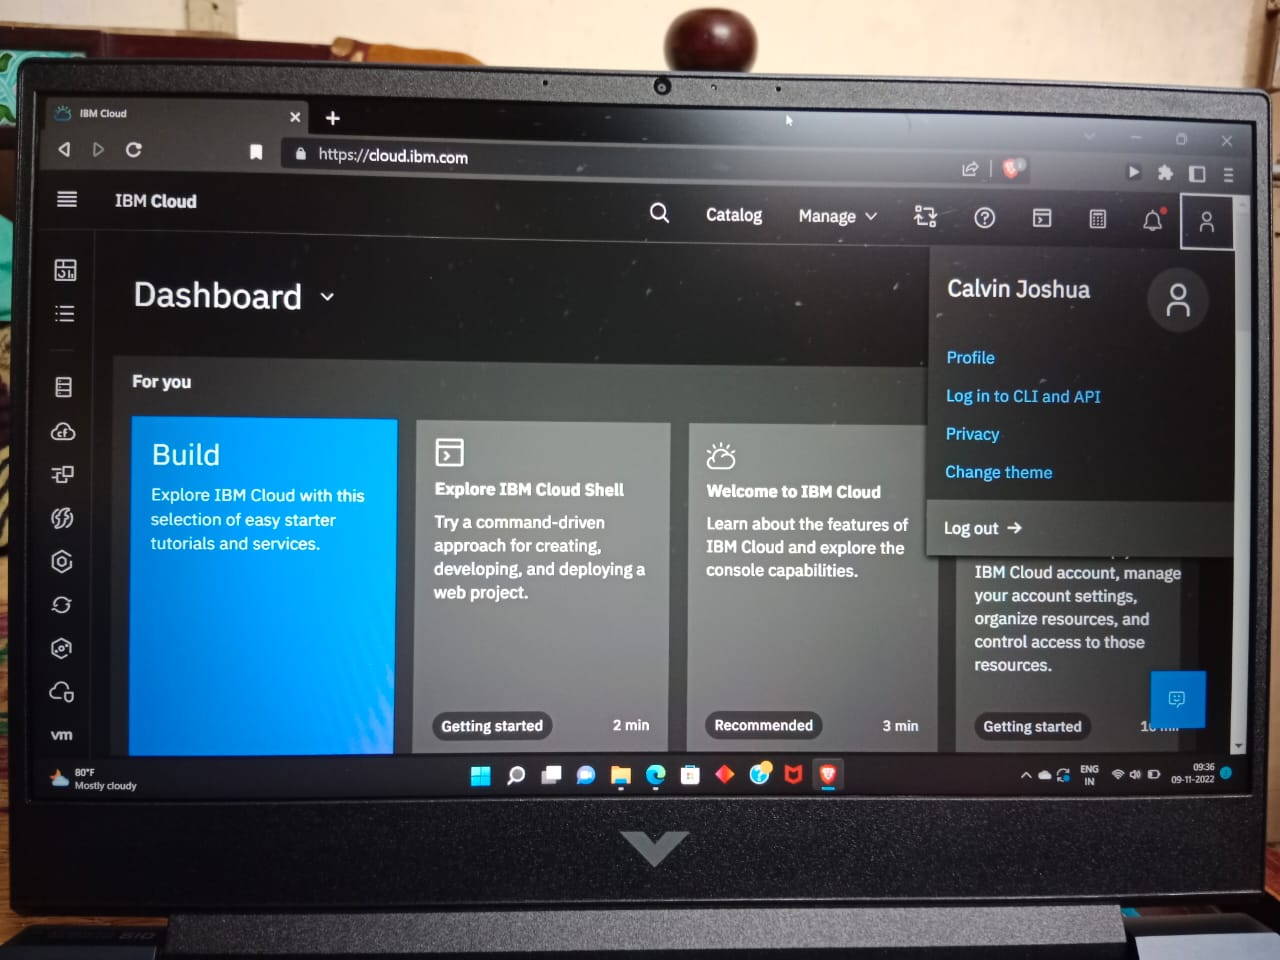 IBM Cloud
https://cloud.ibm.com
IBM Cloud
Catalog
Manage
Dashboard
Calvin Joshua
Profile
Log in to CLI and API
Privacy
Change theme
Log out
For you
Build
Explore IBM Cloud with this
selection of easy starter
tutorials and services.
Explore IBM Cloud Shell
Try a command-driven
approach for creating,
developing, and deploying a
web project.
Getting started
2 min
Welcome to IBM Cloud
Learn about the features of
IBM Cloud and explore the
console capabilities.
Recommended
3 min
IBM Cloud account, manage
your account settings,
organize resources, and
control access to those
resources.
Getting started
cf
vm
80°F
Mostly cloudy
ENG
IN
09:36
09-11-2022